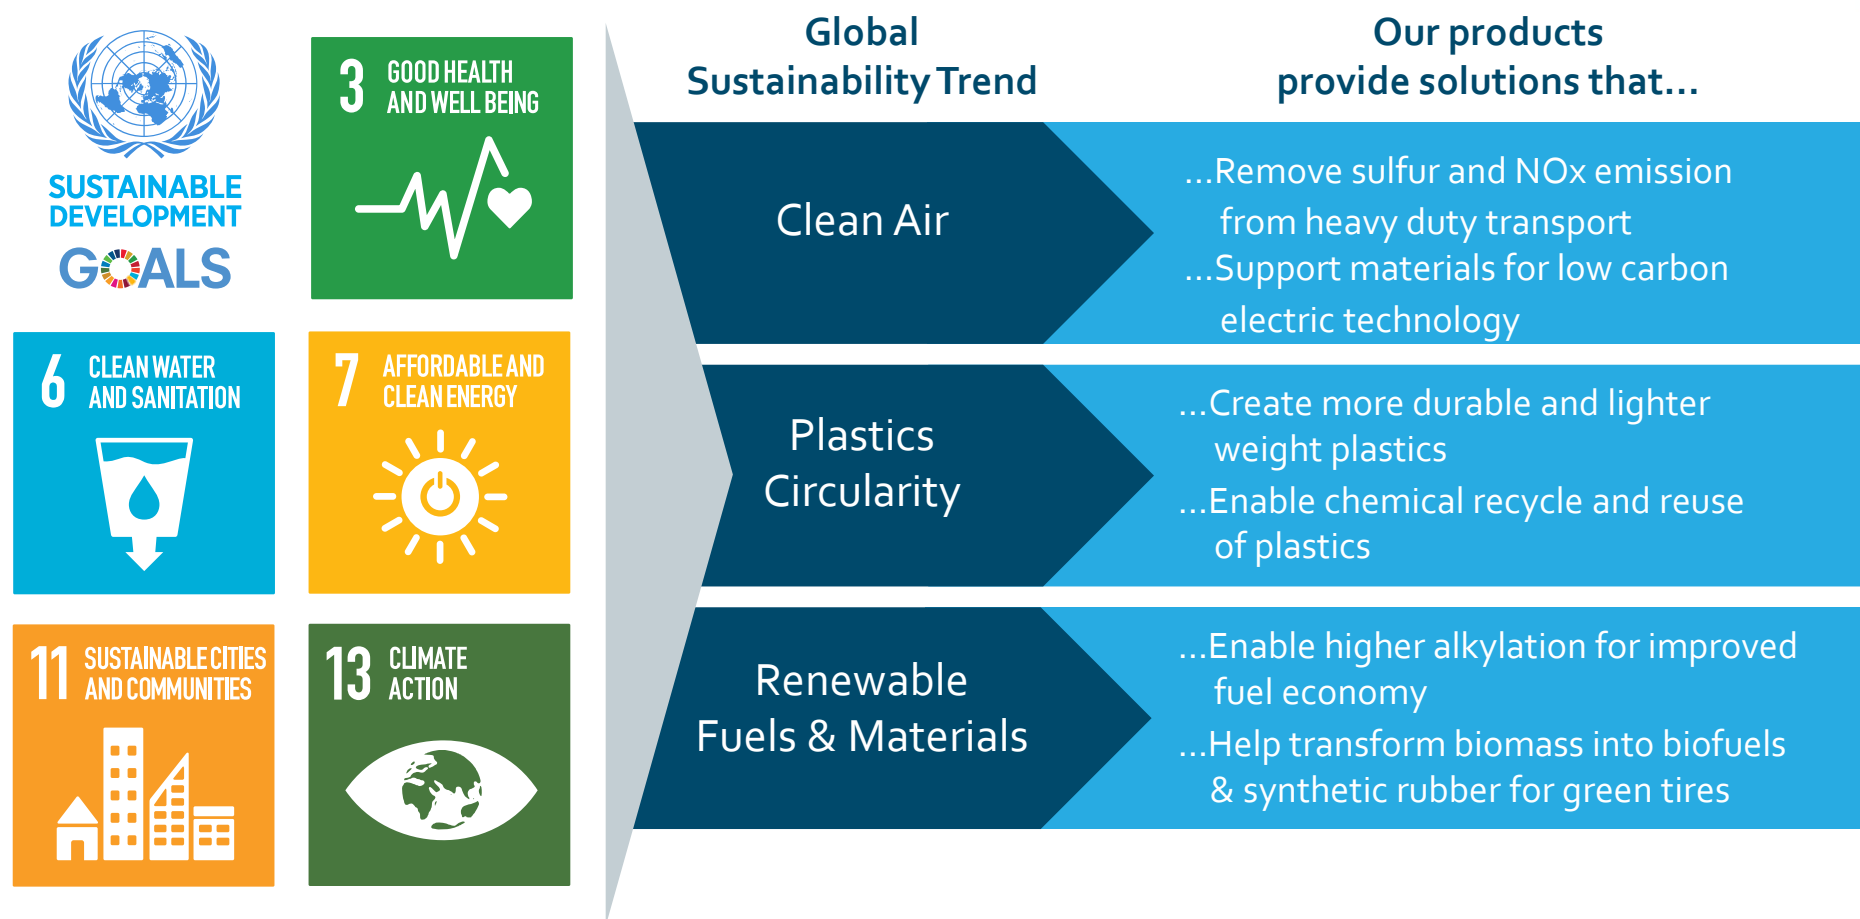 SUSTAINABLE
DEVELOPMENT
GOALS
3 GOOD HEALTH
AND WELL BEING
6 CLEAN WATER
AND SANITATION
7 AFFORDABLE AND
CLEAN ENERGY
11 SUSTAINABLE CITIES
AND COMMUNITIES
13 CLIMATE
ACTION
Global
Sustainability Trend
Our products
provide solutions that...
Clean Air
...Remove sulfur and NOx emission
from heavy duty transport
...Support materials for low carbon
electric technology
Plastics
Circularity
...Create more durable and lighter
weight plastics
...Enable chemical recycle and reuse
of plastics
Renewable
Fuels & Materials
...Enable higher alkylation for improved
fuel economy
...Help transform biomass into biofuels
& synthetic rubber for green tires